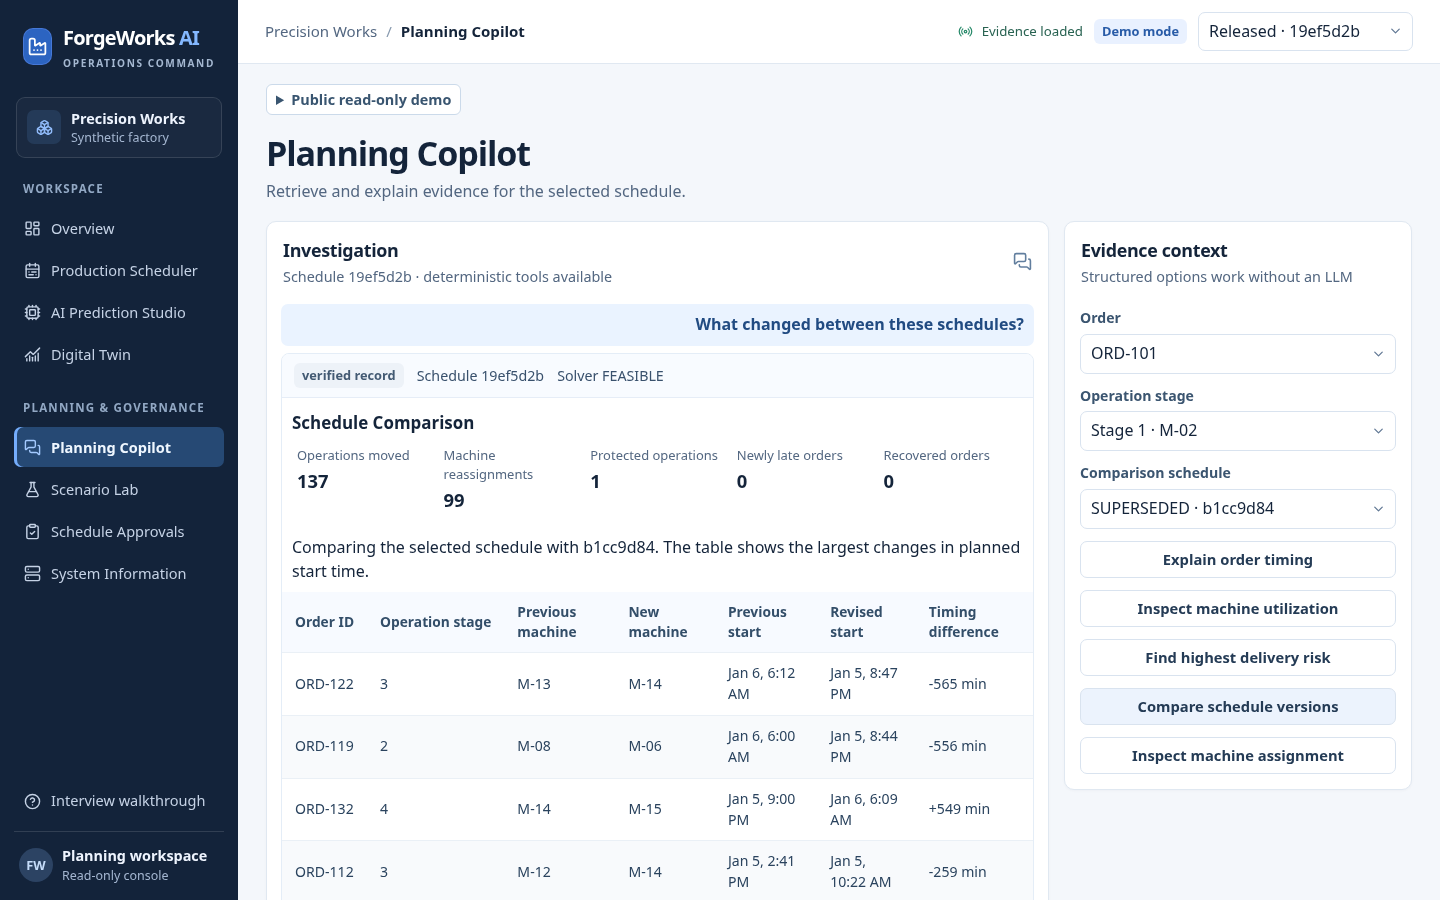 ForgeWorks AI
OPERATIONS COMMAND
Precision Works
Synthetic factory
WORKSPACE
Overview
Production Scheduler
AI Prediction Studio
Digital Twin
PLANNING & GOVERNANCE
Planning Copilot
Scenario Lab
Schedule Approvals
System Information
Interview walkthrough
FW
Planning workspace
Read-only console
Precision Works / Planning Copilot
Evidence loaded
Demo mode
Released · 19ef5d2b
Public read-only demo
Planning Copilot
Retrieve and explain evidence for the selected schedule.
Investigation
Schedule 19ef5d2b · deterministic tools available
What changed between these schedules?
verified record Schedule 19ef5d2b Solver FEASIBLE
Schedule Comparison
Operations moved
137
Machine
reassignments
99
Protected operations
1
Newly late orders
0
Recovered orders
0
Comparing the selected schedule with b1cc9d84. The table shows the largest changes in planned
start time.
Order ID Operation stage Previous machine New machine Previous start Revised start Timing difference
ORD-122 3 M-13 M-14 Jan 6, 6:12 AM Jan 5, 8:47 PM -565 min
ORD-119 2 M-08 M-06 Jan 6, 6:00 AM Jan 5, 8:44 PM -556 min
ORD-132 4 M-14 M-15 Jan 5, 9:00 PM Jan 6, 6:09 AM +549 min
ORD-112 3 M-12 M-14 Jan 5, 2:41 PM Jan 5, 10:22 AM -259 min
Evidence context
Structured options work without an LLM
Order
ORD-101
Operation stage
Stage 1 · M-02
Comparison schedule
SUPERSEDED · b1cc9d84
Explain order timing
Inspect machine utilization
Find highest delivery risk
Compare schedule versions
Inspect machine assignment